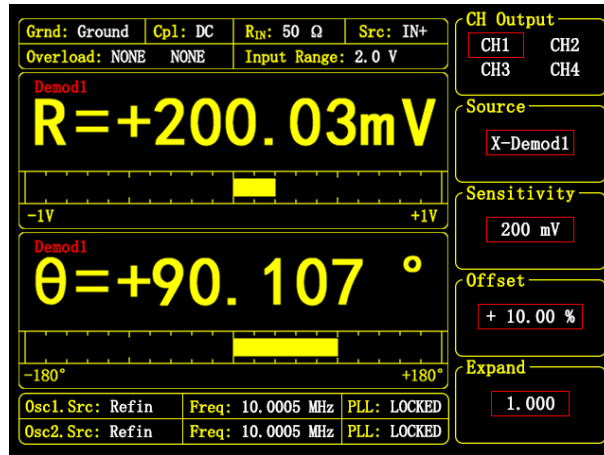 Grnd: Ground Cpl: DC RIN: 50 Ω Src: IN+
Overload: NONE NONE Input Range: 2.0 V
Demod1
R=+200.03mV
-1V +1V
Demod1
θ=+90.107 °
-180° +180°
Osc1.Src: Refin Freq: 10.0005 MHz PLL: LOCKED
Osc2.Src: Refin Freq: 10.0005 MHz PLL: LOCKED
CH Output
CH1 CH2
CH3 CH4
Source
X-Demod1
Sensitivity
200 mV
Offset
+ 10.00 %
Expand
1.000